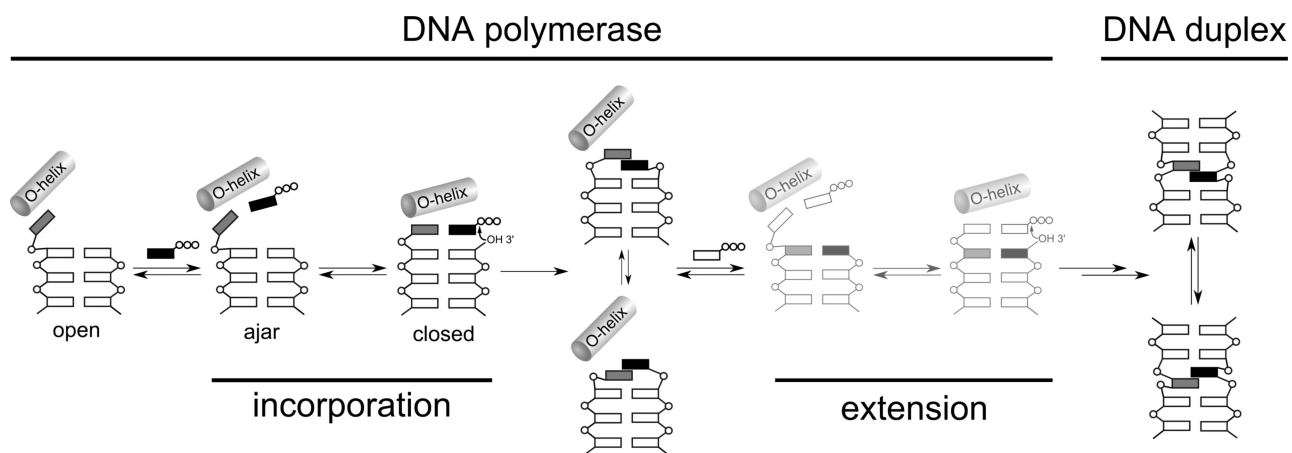 DNA polymerase
DNA duplex
O-helix
O-helix
O-helix
OH 3'
open
ajar
closed
incorporation
O-helix
O-helix
O-helix
O-helix
OH 3'
extension